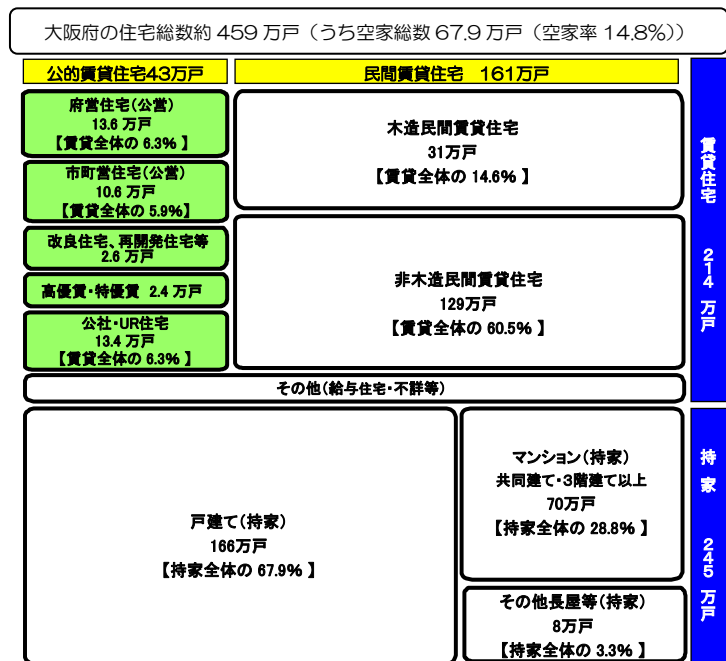 大阪府の住宅総数約 459 万戸（うち空家総数 67.9 万戸（空家率 14.8％））
公的賃貸住宅43万戸
民間賃貸住宅 161万戸
府営住宅(公営)
13.6 万戸
【賃貸全体の 6.3% 】
市町営住宅(公営)
10.6 万戸
【賃貸全体の 5.9%】
改良住宅、再開発住宅等
2.6 万戸
高優賃・特優賃 2.4 万戸
公社・UR住宅
13.4 万戸
【賃貸全体の 6.3% 】
木造民間賃貸住宅
31万戸
【賃貸全体の 14.6% 】
非木造民間賃貸住宅
129万戸
【賃貸全体の 60.5% 】
その他(給与住宅・不詳等)
賃貸住宅 214万戸
戸建て(持家)
166万戸
【持家全体の 67.9% 】
マンション(持家)
共同建て・3階建て以上
70万戸
【持家全体の 28.8% 】
その他長屋等(持家)
8万戸
【持家全体の 3.3% 】
持家 245万戸